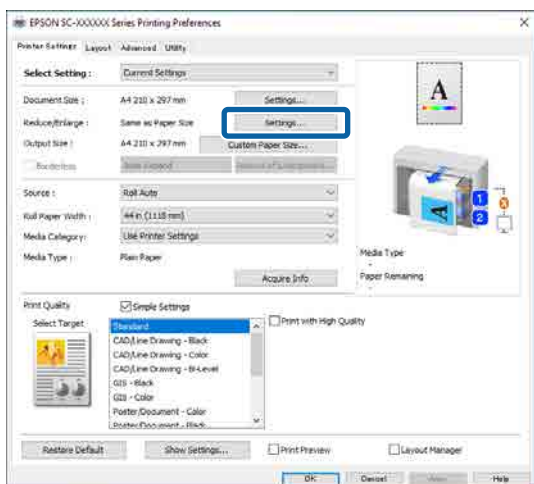 EPSON SC-XXXXXX Series Printing Preferences
Printer Settings Layout Advanced Utility
Select Setting : Current Settings
Document Size : A4 210 x 297 mm Settings...
Reduce/Enlarge : Same as Paper Size Settings...
Output Size : A4 210 x 297 mm Custom Paper Size...
Borderless
Source : Roll Auto
Roll Paper Width : 44 in (1118 mm)
Media Category: Use Printer Settings
Media Type : Plain Paper
Acquire Info
A
A
1
2
Media Type
-
Paper Remaining
-
Print Quality Simple Settings
Select Target
Standard
CAD/Line Drawing - Black
CAD/Line Drawing - Color
CAD/Line Drawing - Bi-Level
GIS - Black
GIS - Color
Poster/Document - Color
Poster/Document - Black
Print with High Quality
Restore Default Show Settings... Print Preview Layout Manager
OK Cancel Help